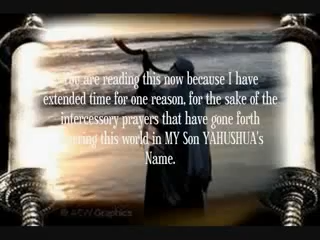 You are reading this now because I have
extended time for one reason, for the sake of the
intercessory prayers that have gone forth
this world in MY Son YAHUSHUA's
Name.
Graphics